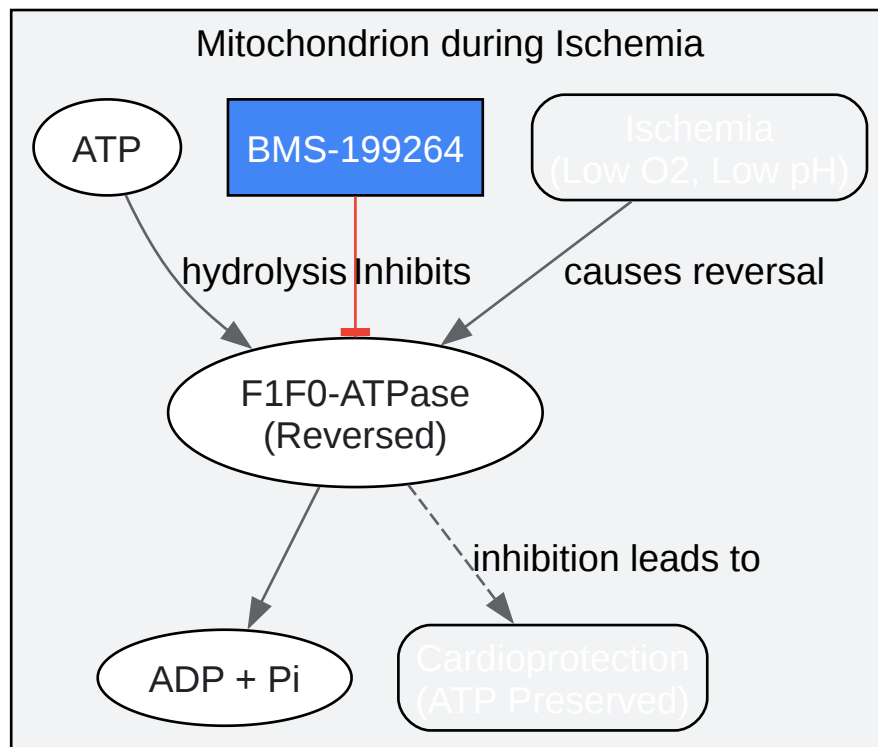 Mitochondrion during Ischemia
ATP
BMS-199264
Ischemia
(Low O2, Low pH)
hydrolysis
Inhibits
causes reversal
F1F0-ATPase
(Reversed)
inhibition leads to
ADP + Pi
Cardioprotection
(ATP Preserved)